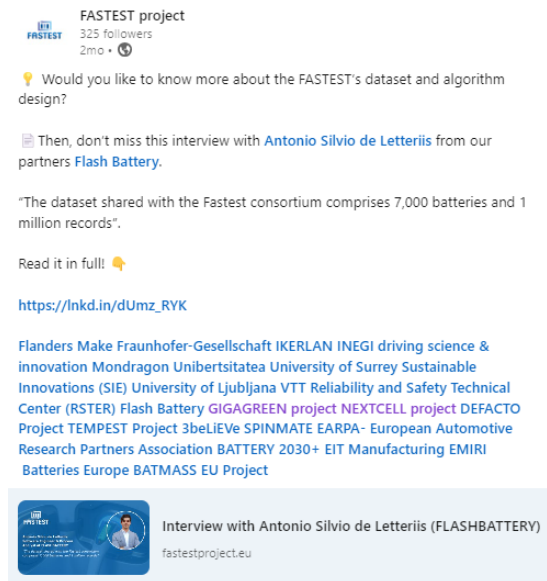 FASTEST project
FASTEST
325 followers
2mo •
💡 Would you like to know more about the FASTEST's dataset and algorithm
design?
📄 Then, don't miss this interview with Antonio Silvio de Letteriis from our
partners Flash Battery.
“The dataset shared with the Fastest consortium comprises 7,000 batteries and 1
million records”.
Read it in full! 👇
https://lnkd.in/dUmz_RYK
Flanders Make Fraunhofer-Gesellschaft IKERLAN INEGI driving science &
innovation Mondragon Unibertsitatea University of Surrey Sustainable
Innovations (SIE) University of Ljubljana VTT Reliability and Safety Technical
Center (RSTER) Flash Battery GIGAGREEN project NEXTCELL project DEFACTO
Project TEMPEST Project 3beLiEVe SPINMATE EARPA- European Automotive
Research Partners Association BATTERY 2030+ EIT Manufacturing EMIRI
Batteries Europe BATMASS EU Project
FASTEST
Interview with Antonio Silvio de Letteriis (FLASHBATTERY)
fastestproject.eu